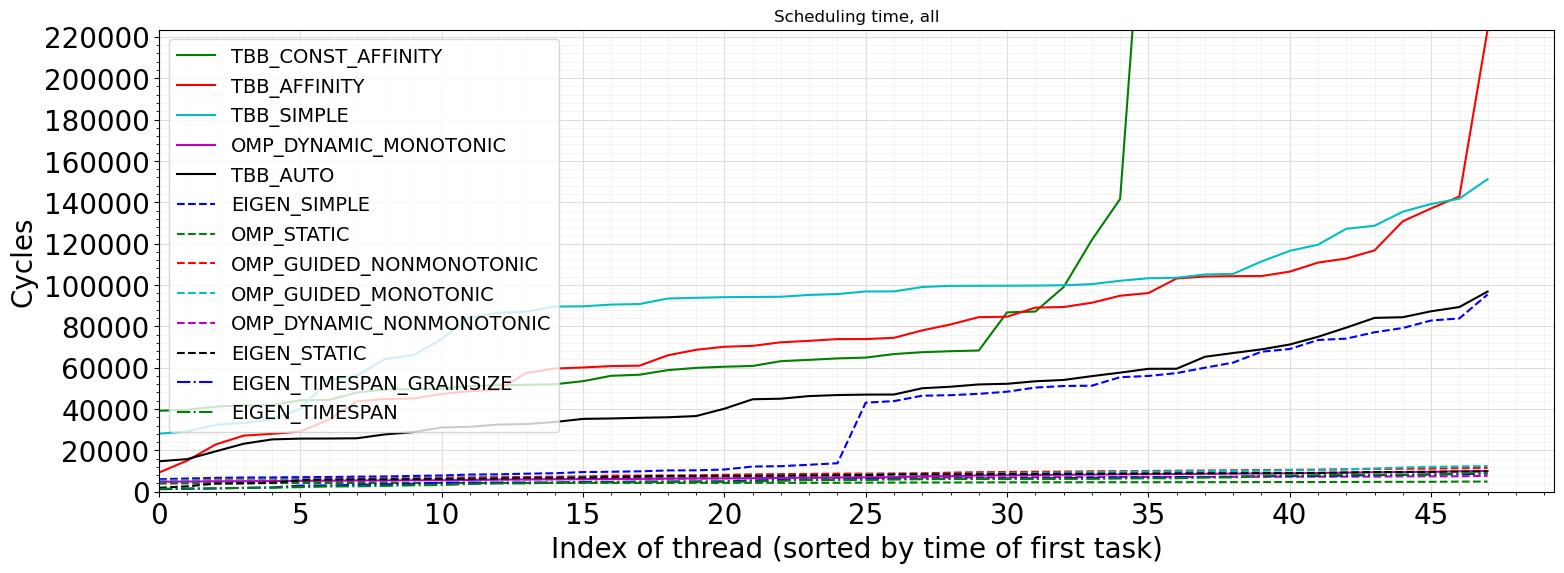 Scheduling time, all
220000
200000
180000
160000
140000
120000
100000
80000
60000
40000
20000
0
Cycles
TBB_CONST_AFFINITY
TBB_AFFINITY
TBB_SIMPLE
OMP_DYNAMIC_MONOTONIC
TBB_AUTO
EIGEN_SIMPLE
OMP_STATIC
OMP_GUIDED_NONMONOTONIC
OMP_GUIDED_MONOTONIC
OMP_DYNAMIC_NONMONOTONIC
EIGEN_STATIC
EIGEN_TIMESPAN_GRAINSIZE
EIGEN_TIMESPAN
0 5 10 15 20 25 30 35 40 45
Index of thread (sorted by time of first task)